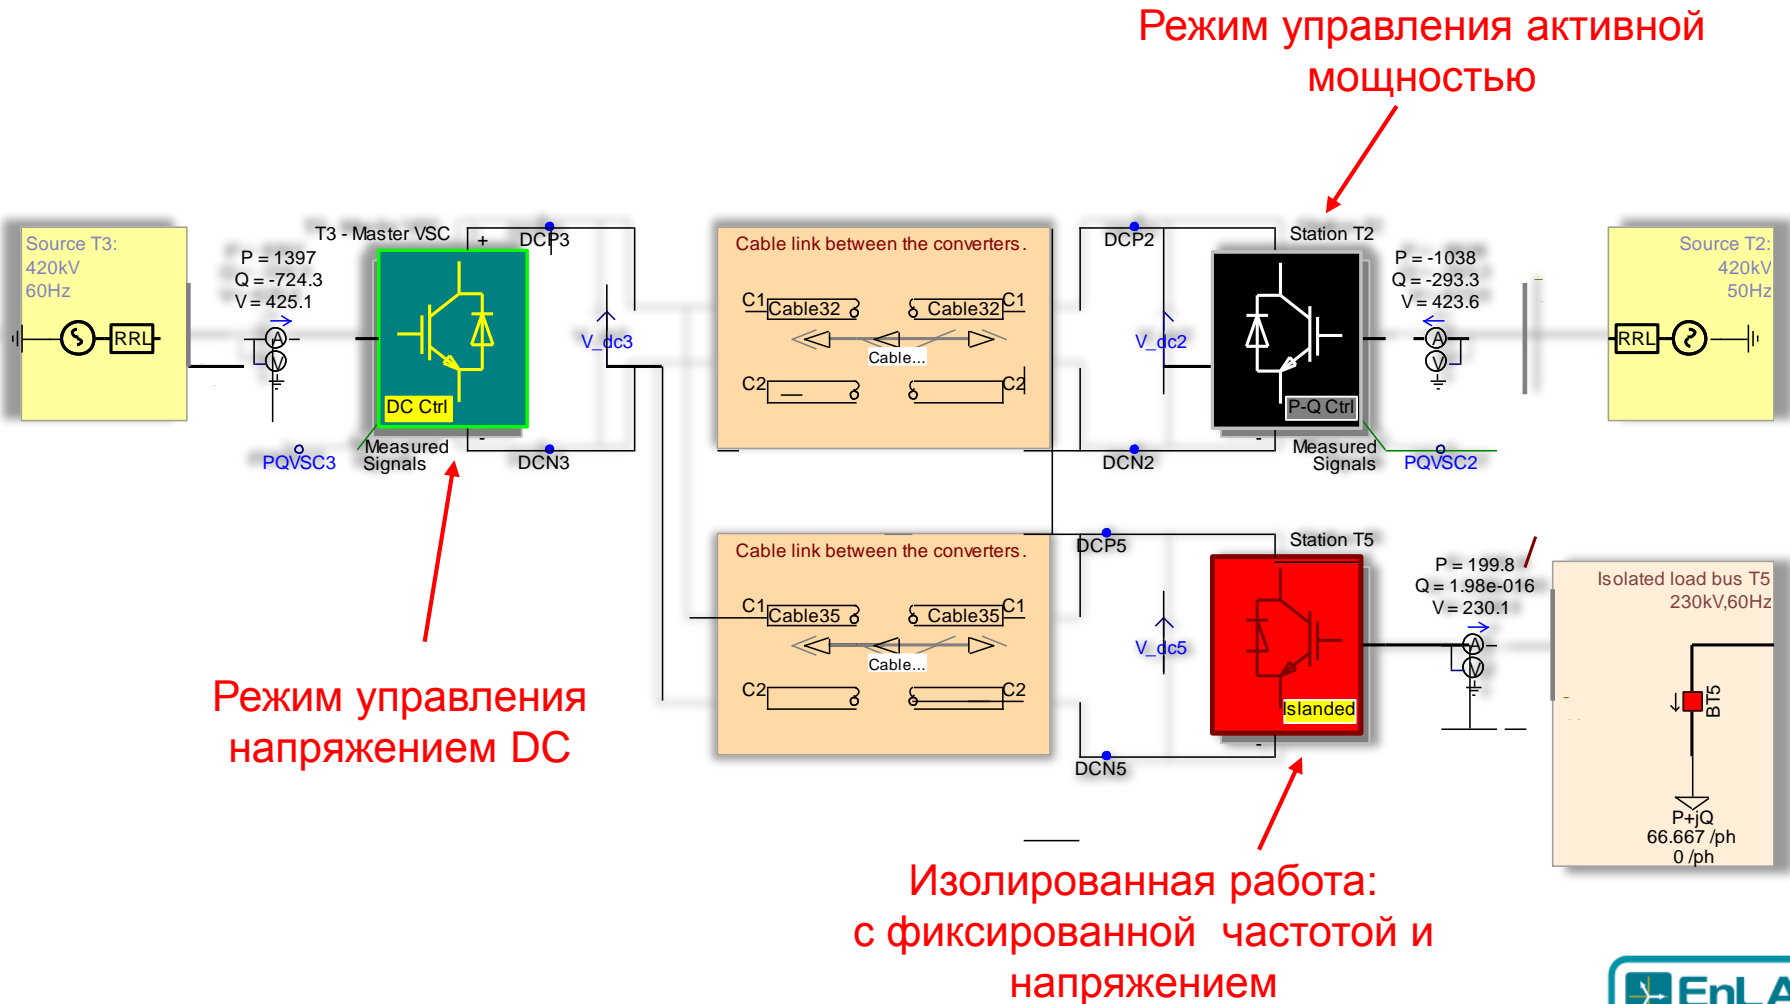 Режим управления активной
мощностью
Source T3:
420kV
60Hz
P = 1397
Q = -724.3
V = 425.1
RRL
A
V
PQVSC3
T3 - Master VSC
+
DC Ctrl
-
Measured
Signals
DCP3
V_dc3
DCN3
Cable link between the converters.
C1
Cable32
Cable32
C1
Cable...
C2
C2
DCP2
V_dc2
DCN2
Station T2
P-Q Ctrl
-
Measured
Signals
P = -1038
Q = -293.3
V = 423.6
A
V
PQVSC2
Source T2:
420kV
50Hz
RRL
Cable link between the converters.
C1
Cable35
Cable35
C1
Cable...
C2
C2
DCP5
V_dc5
DCN5
Station T5
Islanded
-
P = 199.8
Q = 1.98e-016
V = 230.1
A
V
Isolated load bus T5
230kV,60Hz
BT5
P+jQ
66.667 /ph
0 /ph
Режим управления
напряжением DC
Изолированная работа:
с фиксированной частотой и
напряжением